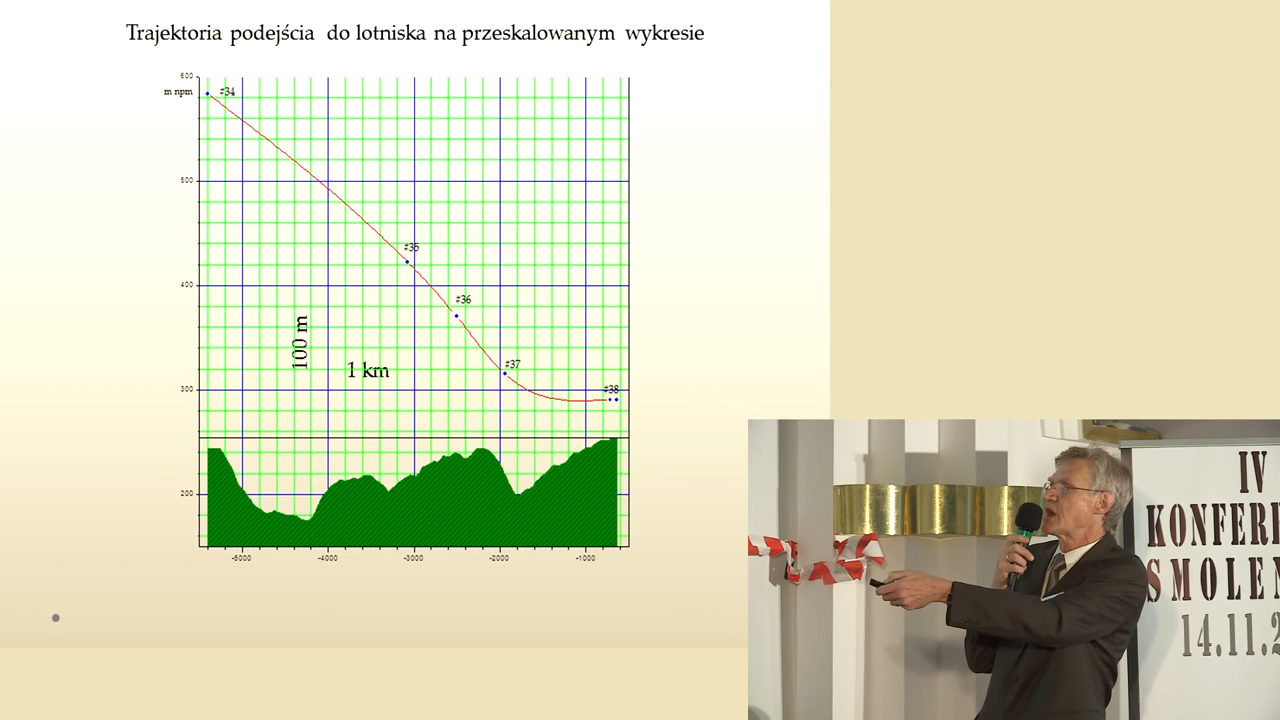 Trajektoria podejścia do lotniska na przeskalowanym wykresie
600
m npm
#34
500
#35
400
#36
100 m
1 km
#37
300
#38
200
-5000 -4000 -3000 -2000 -1000
IV
KONFER
SMOLEN
14.11.2